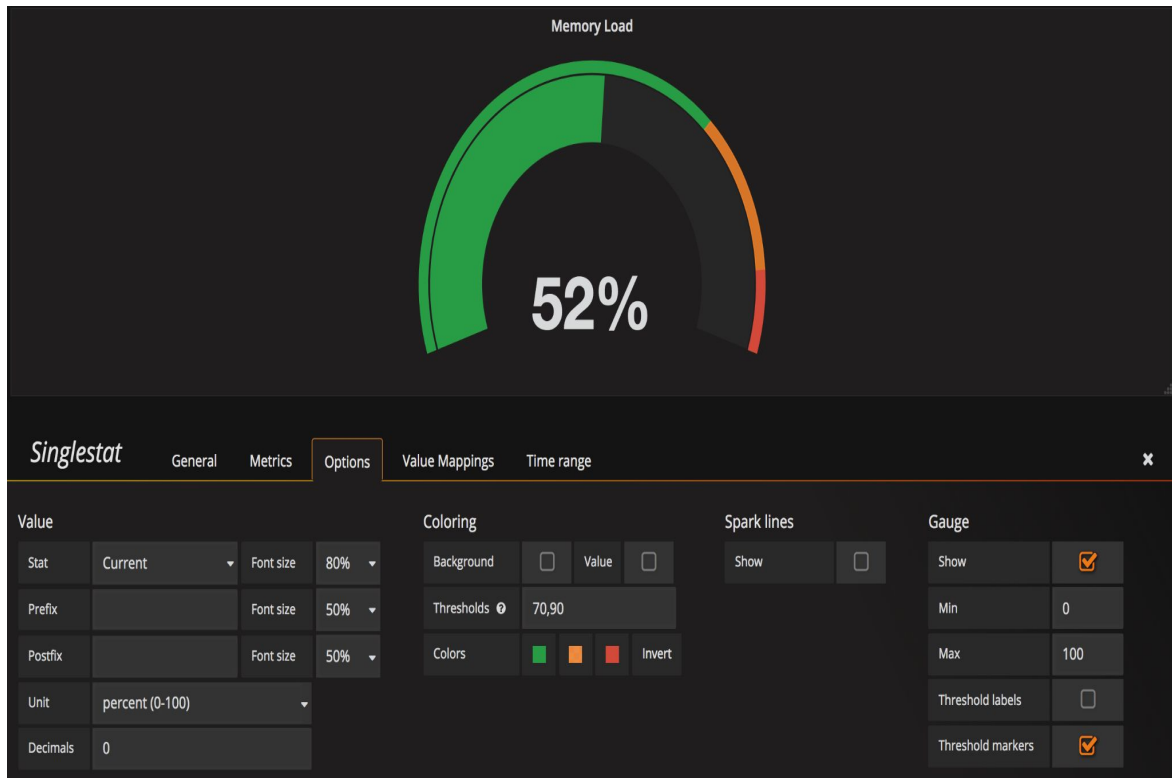 Memory Load
52%
Singlestat General Metrics Options Value Mappings Time range
Value
Stat Current Font size 80%
Prefix Font size 50%
Postfix Font size 50%
Unit percent (0-100)
Decimals 0
Coloring
Background Value
Thresholds 70,90
Colors Invert
Spark lines
Show
Gauge
Show
Min 0
Max 100
Threshold labels
Threshold markers